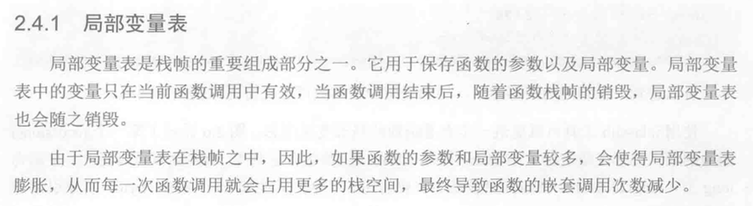 2.4.1 局部变量表
局部变量表是栈帧的重要组成部分之一。它用于保存函数的参数以及局部变量。局部变量
表中的变量只在当前函数调用中有效，当函数调用结束后，随着函数栈帧的销毁，局部变量表
也会随之销毁。
由于局部变量表在栈帧之中，因此，如果函数的参数和局部变量较多，会使得局部变量表
膨胀，从而每一次函数调用就会占用更多的栈空间，最终导致函数的嵌套调用次数减少。